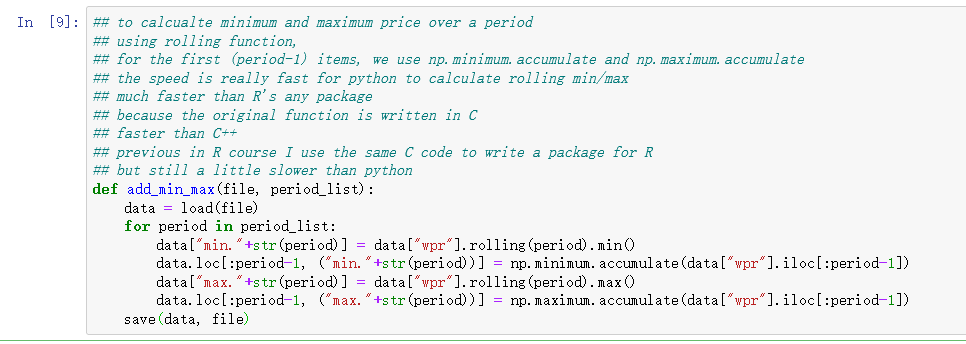 In [9]: ## to calcualte minimum and maximum price over a period
## using rolling function,
## for the first (period-1) items, we use np.minimum.accumulate and np.maximum.accumulate
## the speed is really fast for python to calculate rolling min/max
## much faster than R's any package
## because the original function is written in C
## faster than C++
## previous in R course I use the same C code to write a package for R
## but still a little slower than python
def add_min_max(file, period_list):
    data = load(file)
    for period in period_list:
        data["min."+str(period)] = data["wpr"].rolling(period).min()
        data.loc[:period-1, ("min."+str(period))] = np.minimum.accumulate(data["wpr"].iloc[:period-1])
        data["max."+str(period)] = data["wpr"].rolling(period).max()
        data.loc[:period-1, ("max."+str(period))] = np.maximum.accumulate(data["wpr"].iloc[:period-1])
    save(data, file)